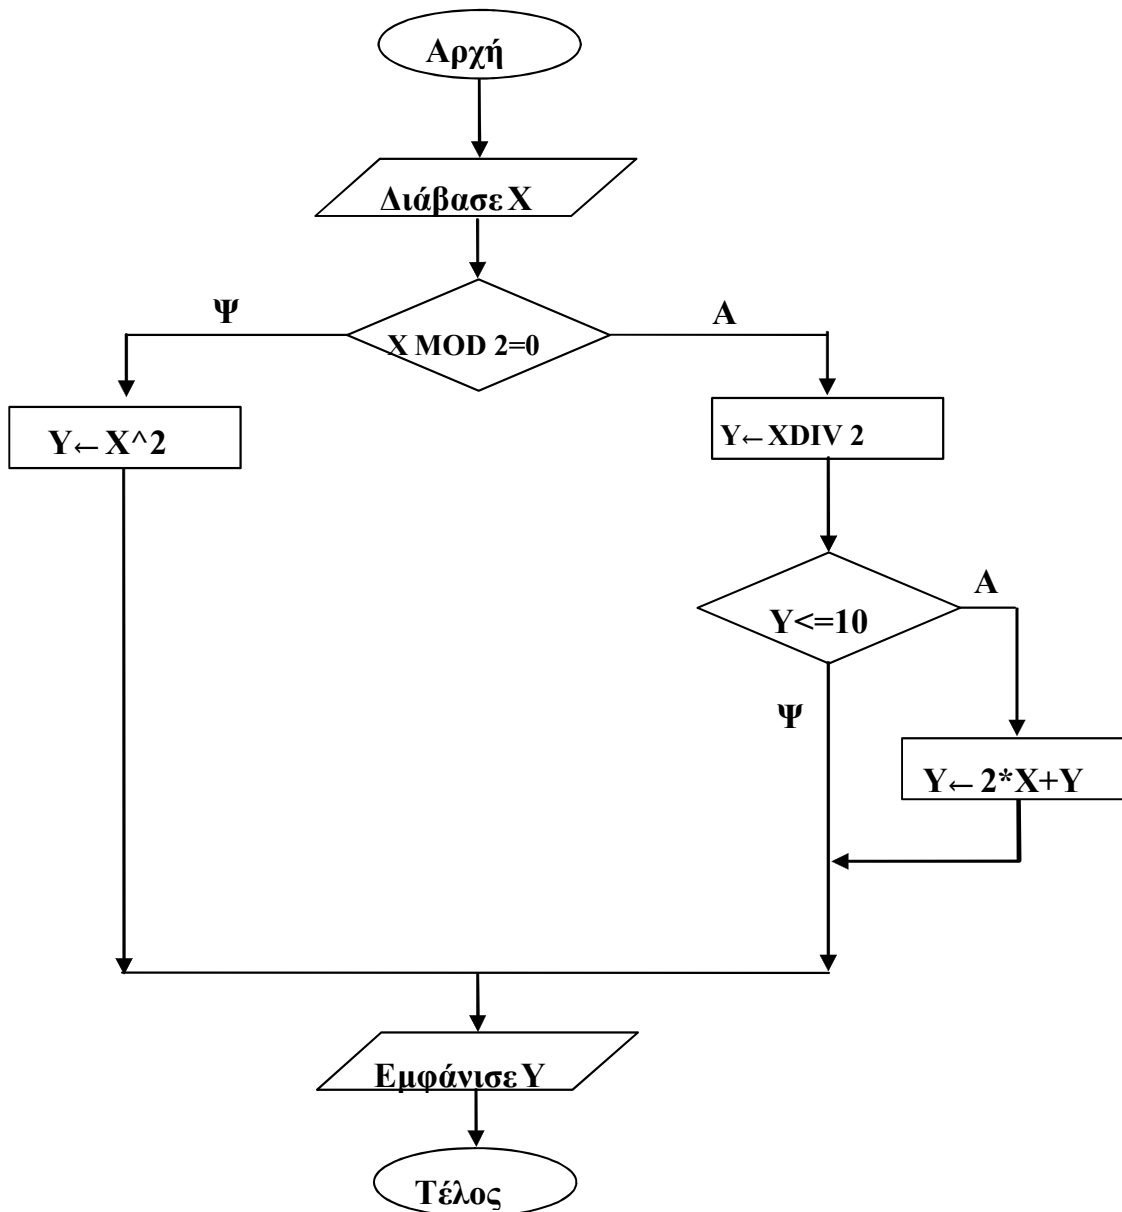 Αρχή
Διάβασε X
Ψ
A
X MOD 2=0
Y← X^2
Y← XDIV 2
A
Y<=10
Ψ
Y← 2*X+Y
Εμφάνισε Y
Τέλος